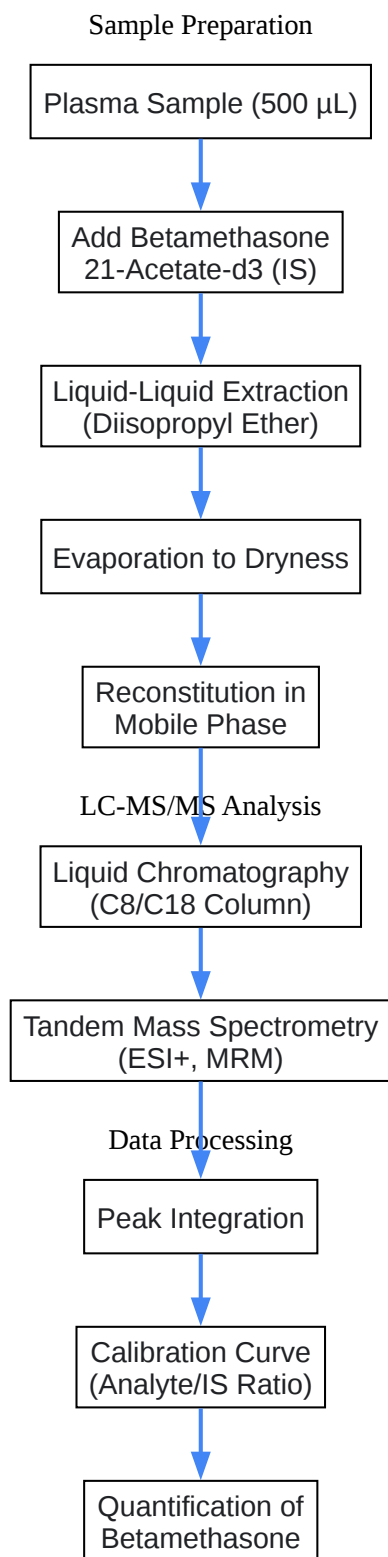 Sample Preparation
Plasma Sample (500 µL)
Add Betamethasone
21-Acetate-d3 (IS)
Liquid-Liquid Extraction
(Diisopropyl Ether)
Evaporation to Dryness
Reconstitution in
Mobile Phase
LC-MS/MS Analysis
Liquid Chromatography
(C8/C18 Column)
Tandem Mass Spectrometry
(ESI+, MRM)
Data Processing
Peak Integration
Calibration Curve
(Analyte/IS Ratio)
Quantification of
Betamethasone